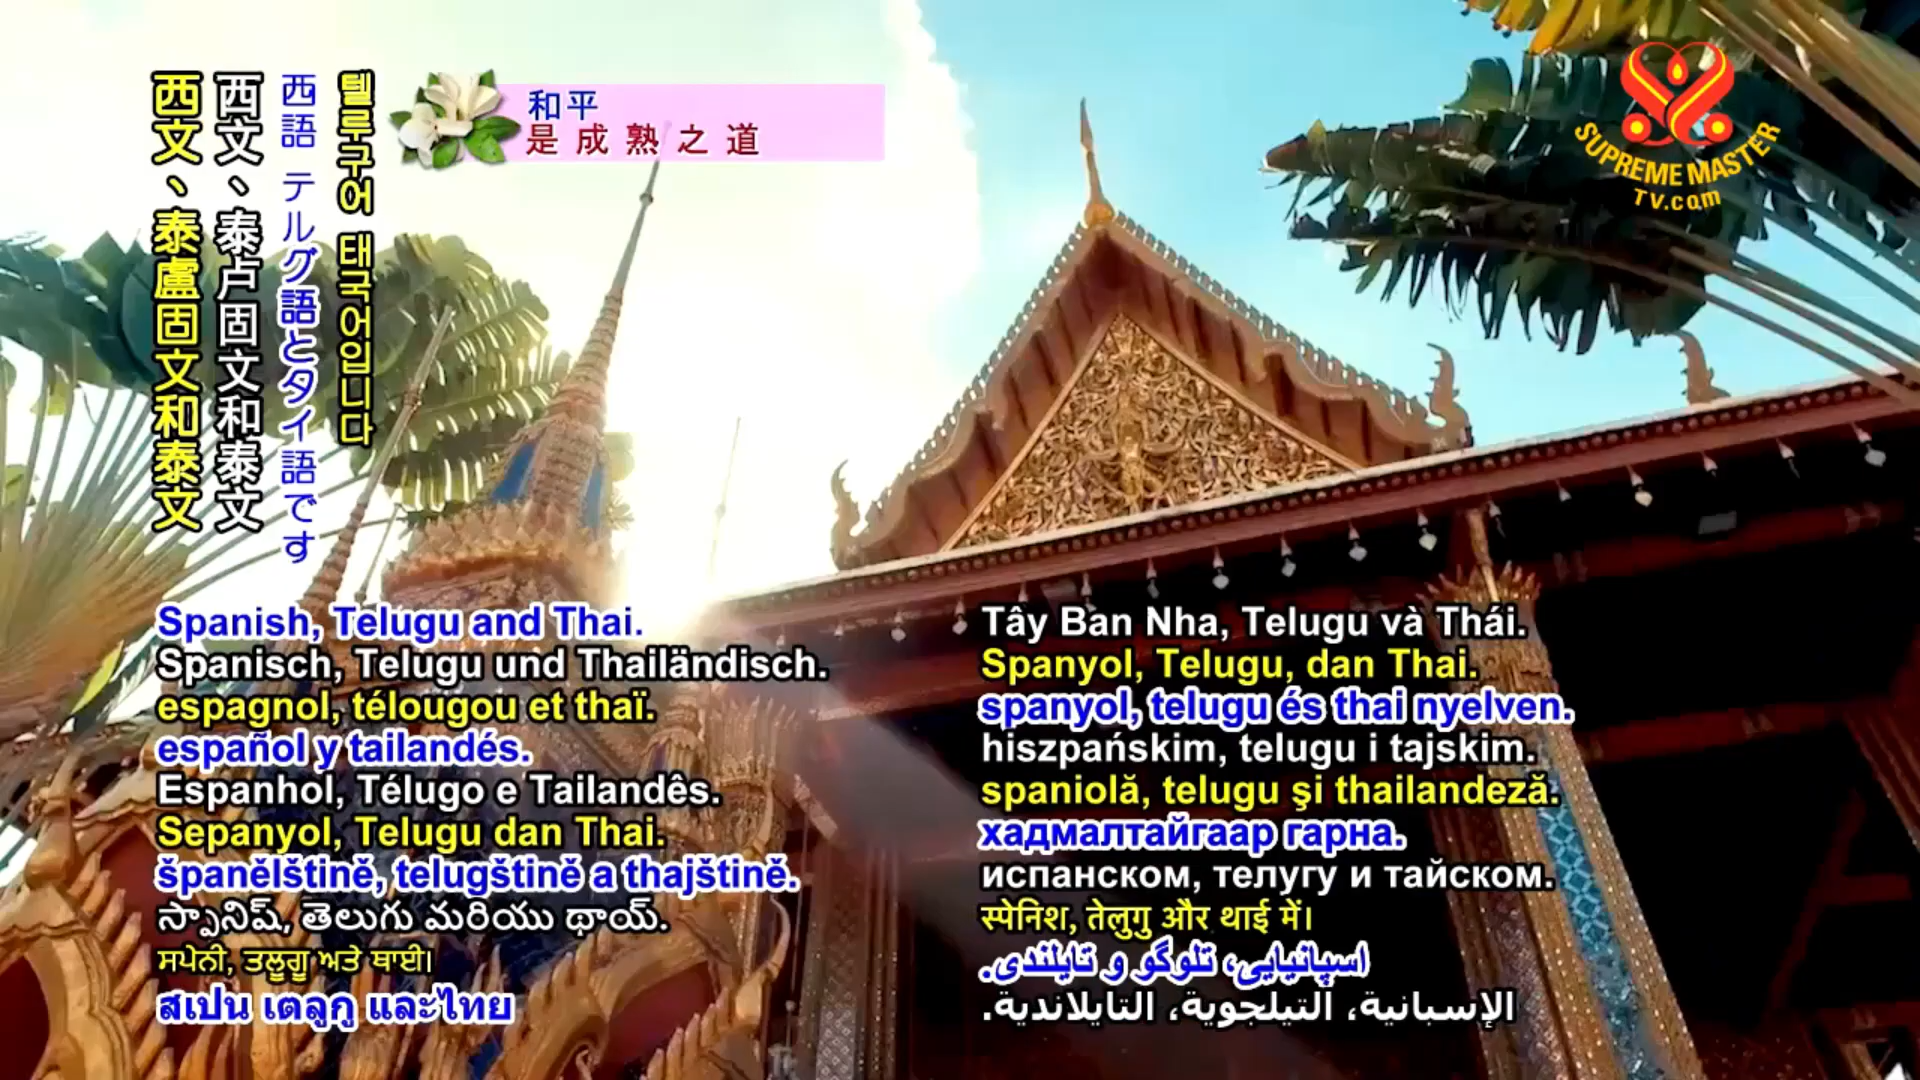 西文、泰盧固文和泰文
西文、泰卢固文和泰文
西語 テルグ語とタイ語です
텔루구어 태국어입니다
和平
是成熟之道
SUPREME MASTER
TV.com
Spanish, Telugu and Thai.
Spanisch, Telugu und Thailändisch.
espagnol, télougou et thaï.
español y tailandés.
Espanhol, Télugo e Tailandês.
Sepanyol, Telugu dan Thai.
španělštině, telugštině a thajštině.
స్పానిష్, తెలుగు మరియు థాయ్.
ਸਪੇਨੀ, ਤਲੂਗੂ ਅਤੇ ਥਾਈ।
สเปน เตลูกู และไทย
Tây Ban Nha, Telugu và Thái.
Spanyol, Telugu, dan Thai.
spanyol, telugu és thai nyelven.
hiszpańskim, telugu i tajskim.
spaniolă, telugu şi thailandeză.
хадмалтайгаар гарна.
испанском, телугу и тайском.
स्पेनिश, तेलुगु और थाई में।
اسپانیایی، تلوگو و تایلندی.
الإسبانية، التيلجوية، التايلاندية.